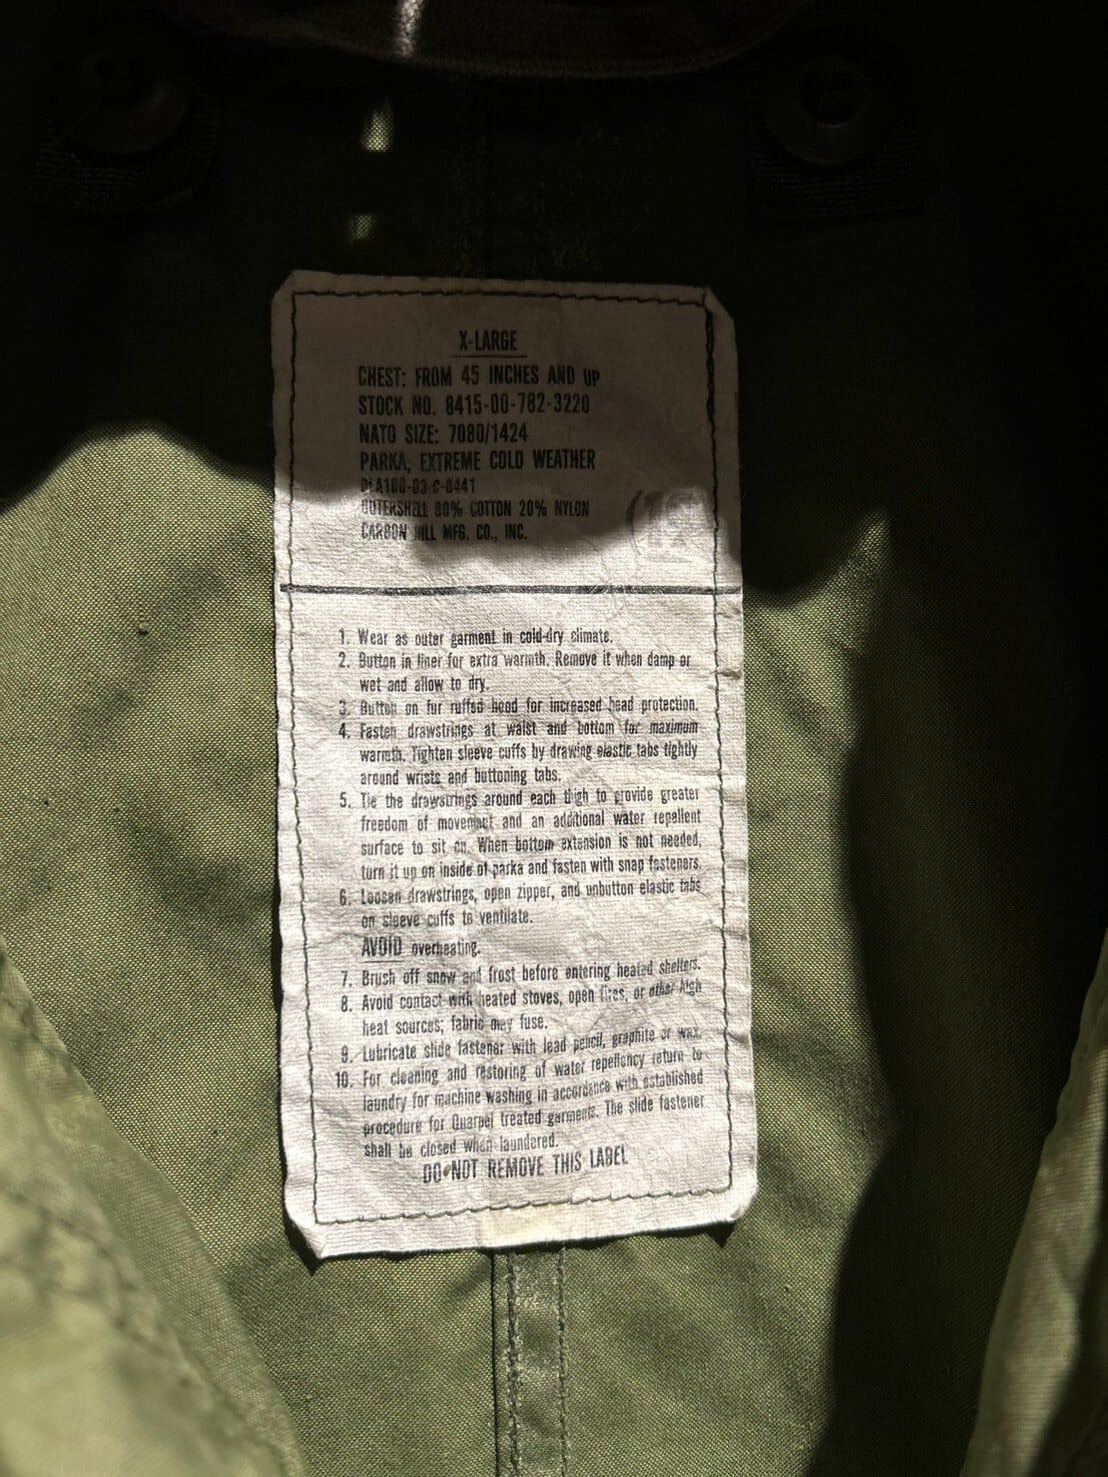 X-LARGE
CHEST: FROM 45 INCHES AND UP
STOCK NO. 8415-00-782-3220
NATO SIZE: 7080/1424
PARKA, EXTREME COLD WEATHER
DLA100-83-C-0441
OUTERSHELL 80% COTTON 20% NYLON
CARBON HILL MFG. CO., INC.
1. Wear as outer garment in cold-dry climate.
2. Button in liner for extra warmth. Remove it when damp or
wet and allow to dry.
3. Button on fur ruffed hood for increased head protection.
4. Fasten drawstrings at waist and bottom for maximum
warmth. Tighten sleeve cuffs by drawing elastic tabs tightly
around wrists and buttoning tabs.
5. Tie the drawstrings around each thigh to provide greater
freedom of movement and an additional water repellent
surface to sit on. When bottom extension is not needed,
turn it up on inside of parka and fasten with snap fasteners.
6. Loosen drawstrings, open zipper, and unbutton elastic tabs
on sleeve cuffs to ventilate.
AVOID overheating.
7. Brush off snow and frost before entering heated shelters.
8. Avoid contact with heated stoves, open fires, or other high
heat sources; fabric may fuse.
9. Lubricate slide fastener with lead pencil, graphite or wax.
10. For cleaning and restoring of water repellency return to
laundry for machine washing in accordance with established
procedure for Quarpel treated garments. The slide fastener
shall be closed when laundered.
DO NOT REMOVE THIS LABEL